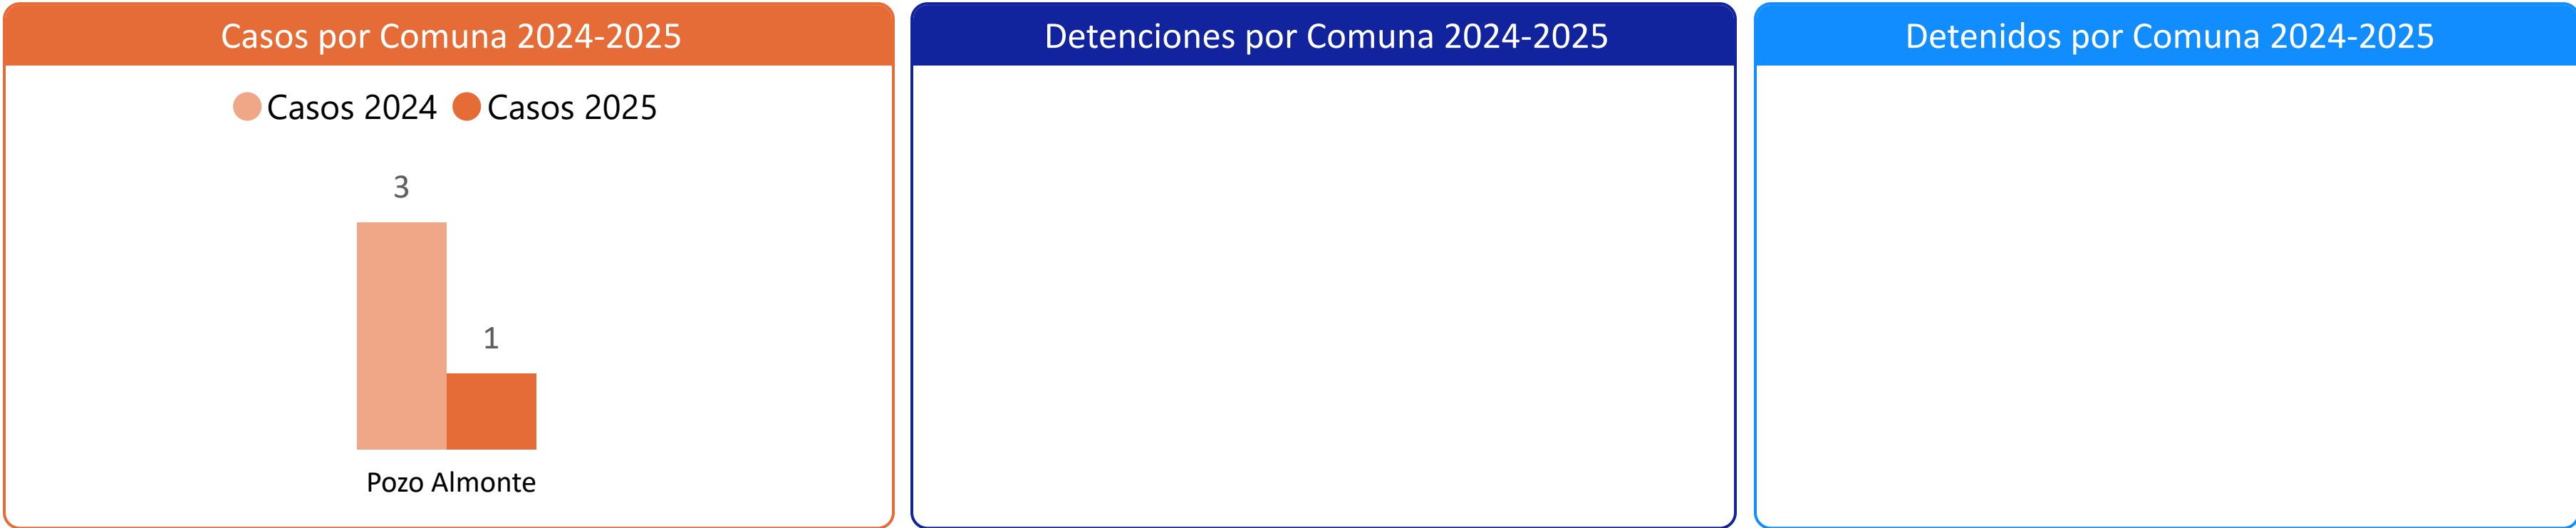 Casos por Comuna 2024-2025
Casos 2024 Casos 2025
3
1
Pozo Almonte
Detenciones por Comuna 2024-2025
Detenidos por Comuna 2024-2025